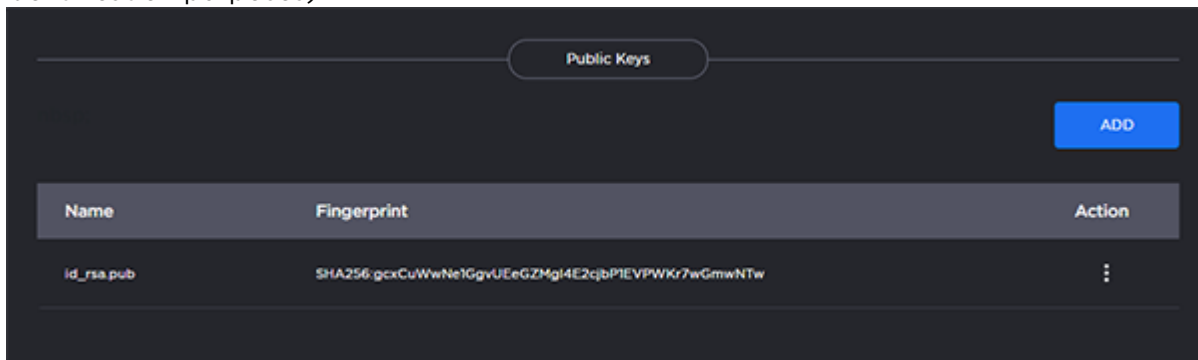 Public Keys
ADD
Name Fingerprint Action
id_rsa.pub SHA256:gcxCuWwNe1GgvUEeGZMgl4E2cjbP1EVPWKr7wGmwNTw